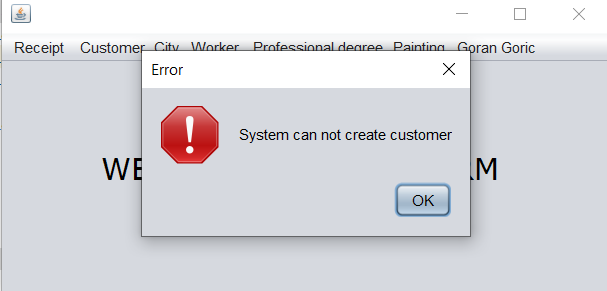 Receipt Customer City Worker Professional degree Painting Goran Goric
Error
System can not create customer
OK